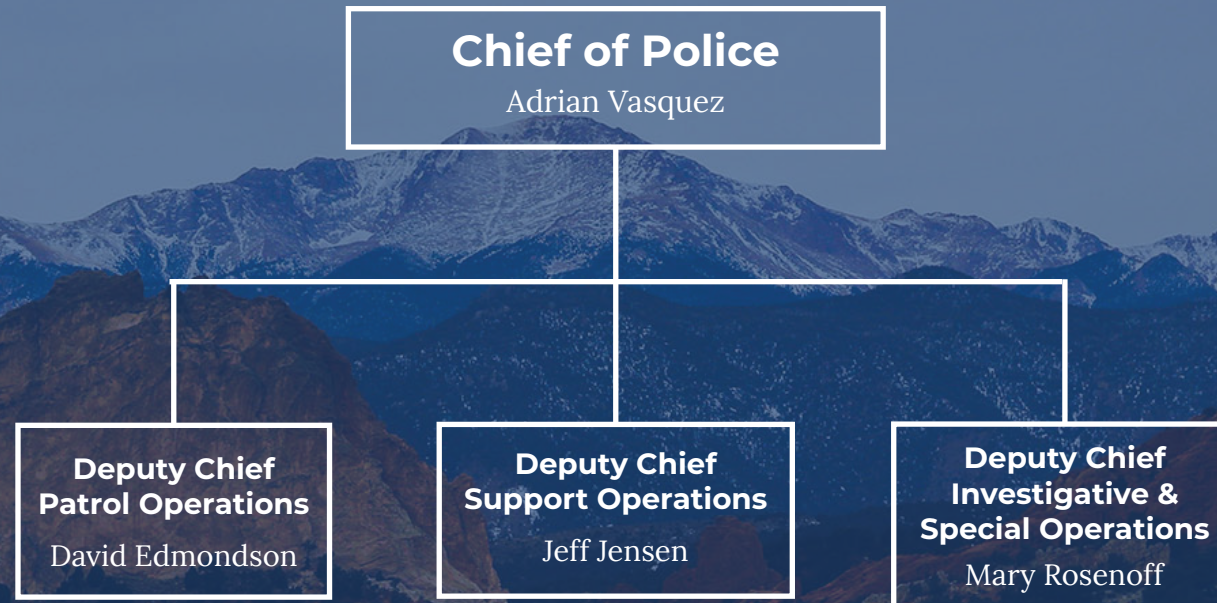 Chief of Police
Adrian Vasquez
Deputy Chief
Patrol Operations
David Edmondson
Deputy Chief
Support Operations
Jeff Jensen
Deputy Chief
Investigative &
Special Operations
Mary Rosenoff